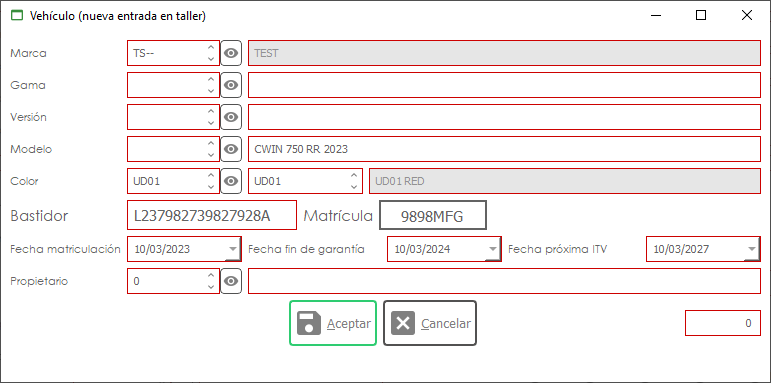 Vehículo (nueva entrada en taller)
Marca TS-- TEST
Gama
Versión
Modelo CWIN 750 RR 2023
Color UD01 UD01 UD01 RED
Bastidor L237982739827928A Matrícula 9898MFG
Fecha matriculación 10/03/2023 Fecha fin de garantía 10/03/2024 Fecha próxima ITV 10/03/2027
Propietario 0
Aceptar Cancelar 0